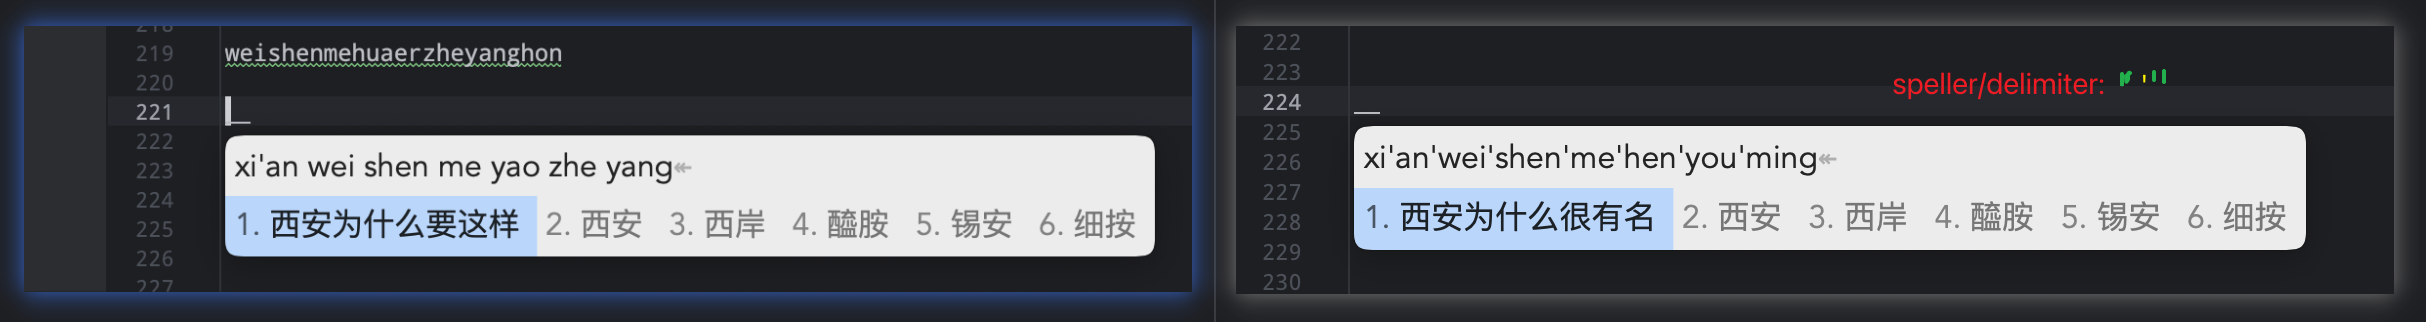 219 weishenmehuaerzheyanghon
220
221
xi'an wei shen me yao zhe yang↞
1. 西安为什么要这样 2. 西安 3. 西岸 4. 醯胺 5. 锡安 6. 细按
222
223
224
225
226
227
222
223
speller/delimiter:
224
xi'an'wei'shen'me'hen'you'ming↞
1. 西安为什么很有名 2. 西安 3. 西岸 4. 醯胺 5. 锡安 6. 细按
225
226
227
228
229
230